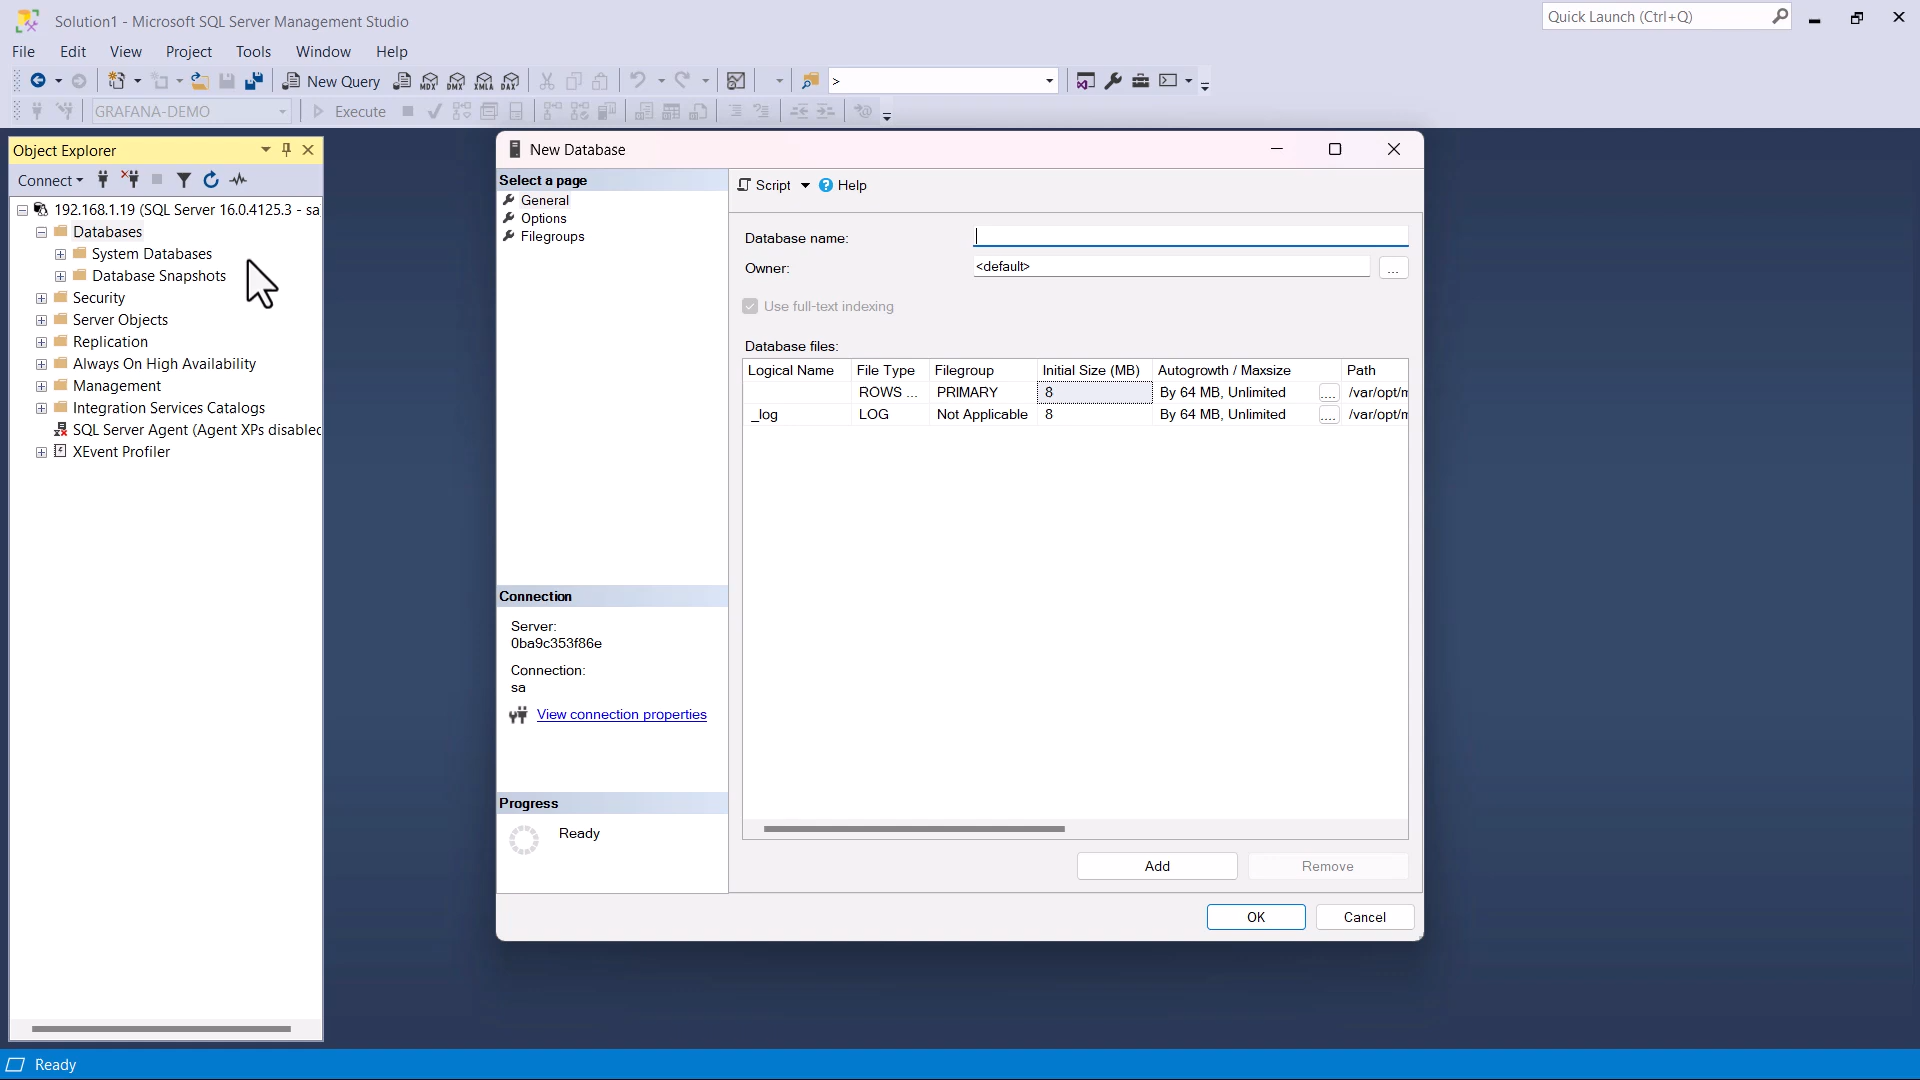 Solution1 - Microsoft SQL Server Management Studio
Quick Launch (Ctrl+Q)
File Edit View Project Tools Window Help
New Query MDX DMX XMLA DAX >
GRAFANA-DEMO Execute
Object Explorer
Connect
192.168.1.19 (SQL Server 16.0.4125.3 - sa
Databases
System Databases
Database Snapshots
Security
Server Objects
Replication
Always On High Availability
Management
Integration Services Catalogs
SQL Server Agent (Agent XPs disabled
XEvent Profiler
New Database
Select a page
General
Options
Filegroups
Connection
Server:
0ba9c353f86e
Connection:
sa
View connection properties
Progress
Ready
Script Help
Database name:
Owner: <default> ...
Use full-text indexing
Database files:
Logical Name File Type Filegroup Initial Size (MB) Autogrowth / Maxsize Path
ROWS ... PRIMARY 8 By 64 MB, Unlimited ... /var/opt/m
_log LOG Not Applicable 8 By 64 MB, Unlimited ... /var/opt/m
Add Remove
OK Cancel
Ready